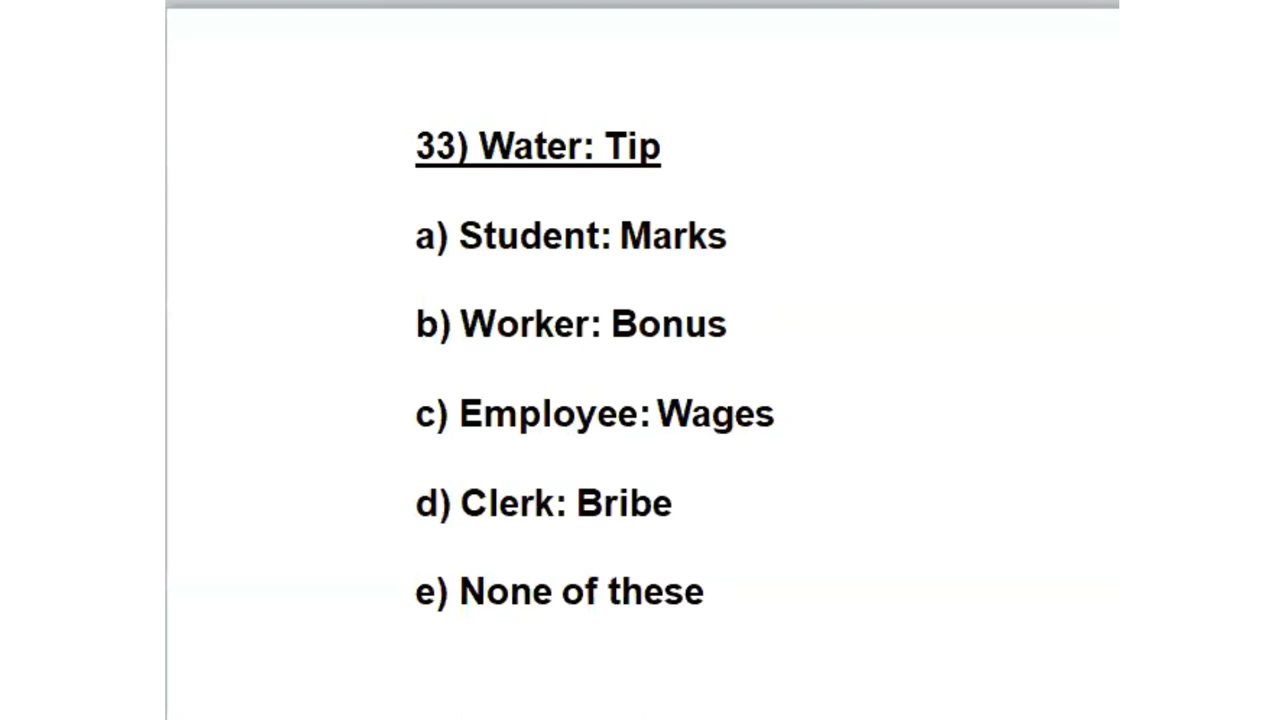 33) Water: Tip
a) Student: Marks
b) Worker: Bonus
c) Employee: Wages
d) Clerk: Bribe
e) None of these